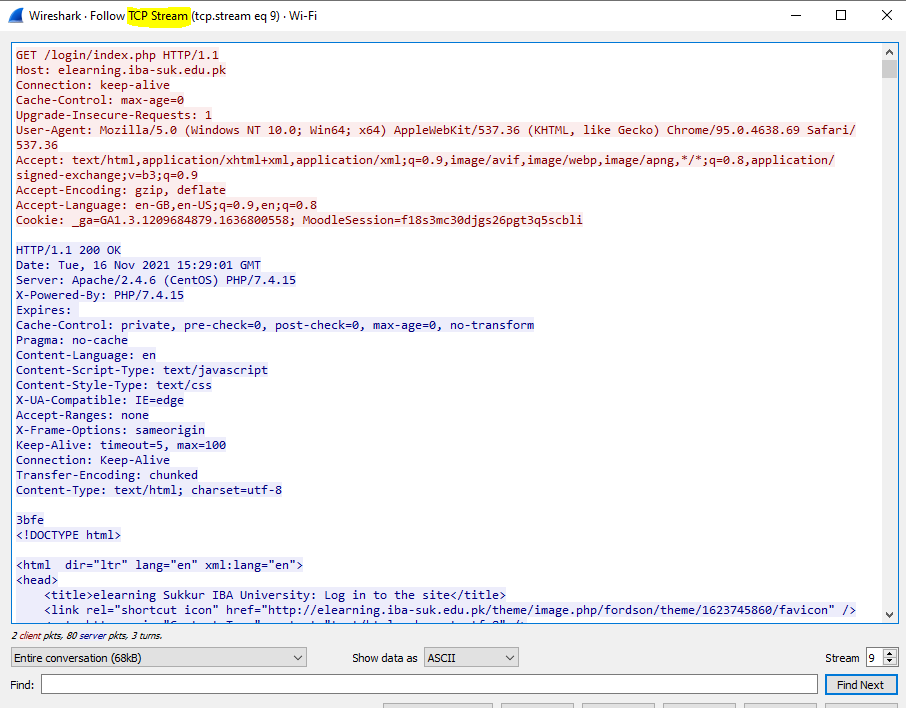 Wireshark · Follow TCP Stream (tcp.stream eq 9) · Wi-Fi
GET /login/index.php HTTP/1.1
Host: elearning.iba-suk.edu.pk
Connection: keep-alive
Cache-Control: max-age=0
Upgrade-Insecure-Requests: 1
User-Agent: Mozilla/5.0 (Windows NT 10.0; Win64; x64) AppleWebKit/537.36 (KHTML, like Gecko) Chrome/95.0.4638.69 Safari/
537.36
Accept: text/html,application/xhtml+xml,application/xml;q=0.9,image/avif,image/webp,image/apng,*/*;q=0.8,application/
signed-exchange;v=b3;q=0.9
Accept-Encoding: gzip, deflate
Accept-Language: en-GB,en-US;q=0.9,en;q=0.8
Cookie: _ga=GA1.3.1209684879.1636800558; MoodleSession=f18s3mc30djgs26pgt3q5scbli
HTTP/1.1 200 OK
Date: Tue, 16 Nov 2021 15:29:01 GMT
Server: Apache/2.4.6 (CentOS) PHP/7.4.15
X-Powered-By: PHP/7.4.15
Expires:
Cache-Control: private, pre-check=0, post-check=0, max-age=0, no-transform
Pragma: no-cache
Content-Language: en
Content-Script-Type: text/javascript
Content-Style-Type: text/css
X-UA-Compatible: IE=edge
Accept-Ranges: none
X-Frame-Options: sameorigin
Keep-Alive: timeout=5, max=100
Connection: Keep-Alive
Transfer-Encoding: chunked
Content-Type: text/html; charset=utf-8
3bfe
<!DOCTYPE html>
<html  dir="ltr" lang="en" xml:lang="en">
<head>
<title>elearning Sukkur IBA University: Log in to the site</title>
<link rel="shortcut icon" href="http://elearning.iba-suk.edu.pk/theme/image.php/fordson/theme/1623745860/favicon" />
2 client pkts, 80 server pkts, 3 turns.
Entire conversation (68kB)
Show data as ASCII
Stream 9
Find:
Find Next